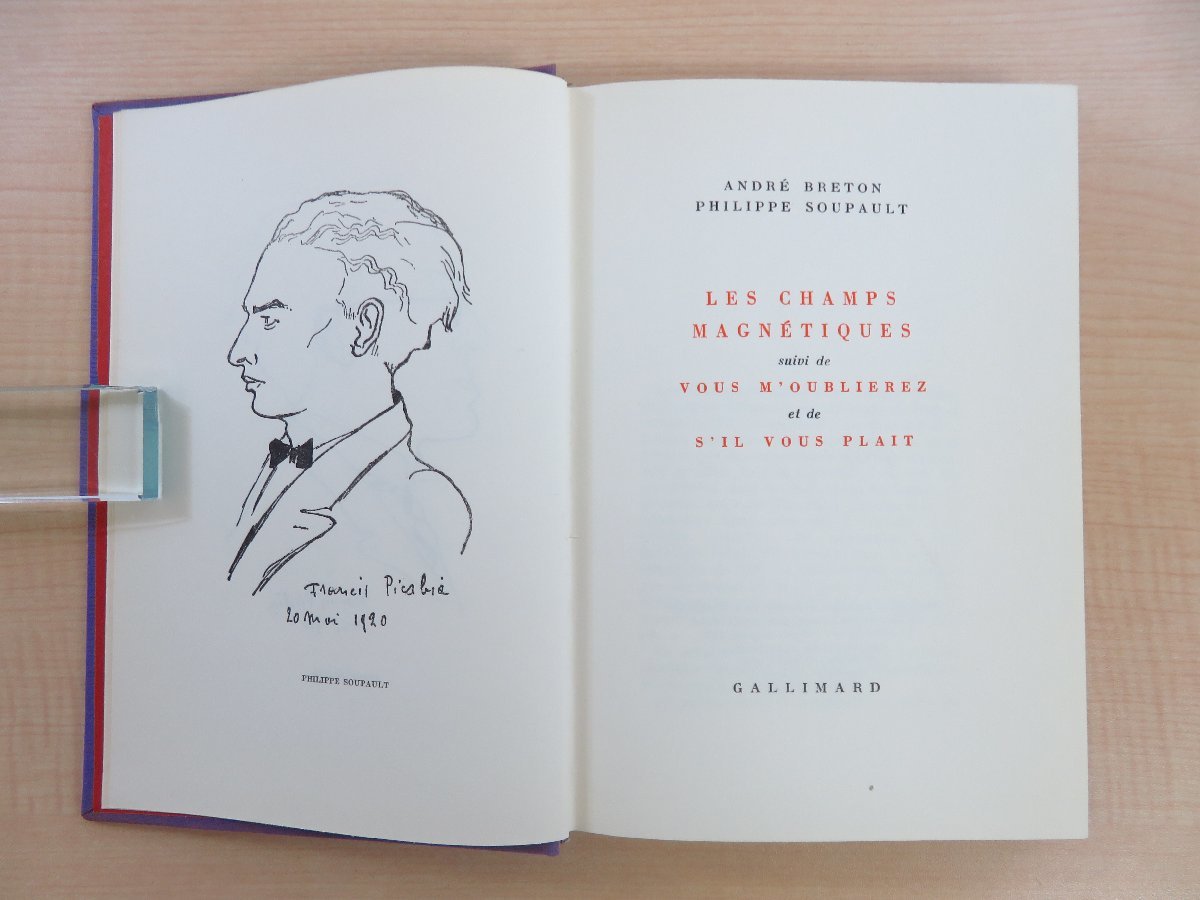 Francis Picabia
20 Mai 1920
PHILIPPE SOUPAULT
ANDRÉ BRETON
PHILIPPE SOUPAULT
LES CHAMPS
MAGNÉTIQUES
suivi de
VOUS M'OUBLIEREZ
et de
S'IL VOUS PLAIT
GALLIMARD